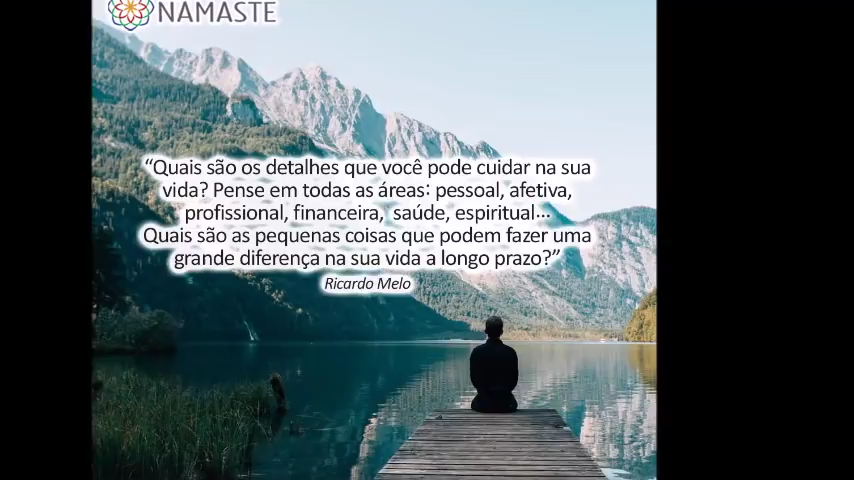 NAMASTE
“Quais são os detalhes que você pode cuidar na sua
vida? Pense em todas as áreas: pessoal, afetiva,
profissional, financeira, saúde, espiritual...
Quais são as pequenas coisas que podem fazer uma
grande diferença na sua vida a longo prazo?”
Ricardo Melo